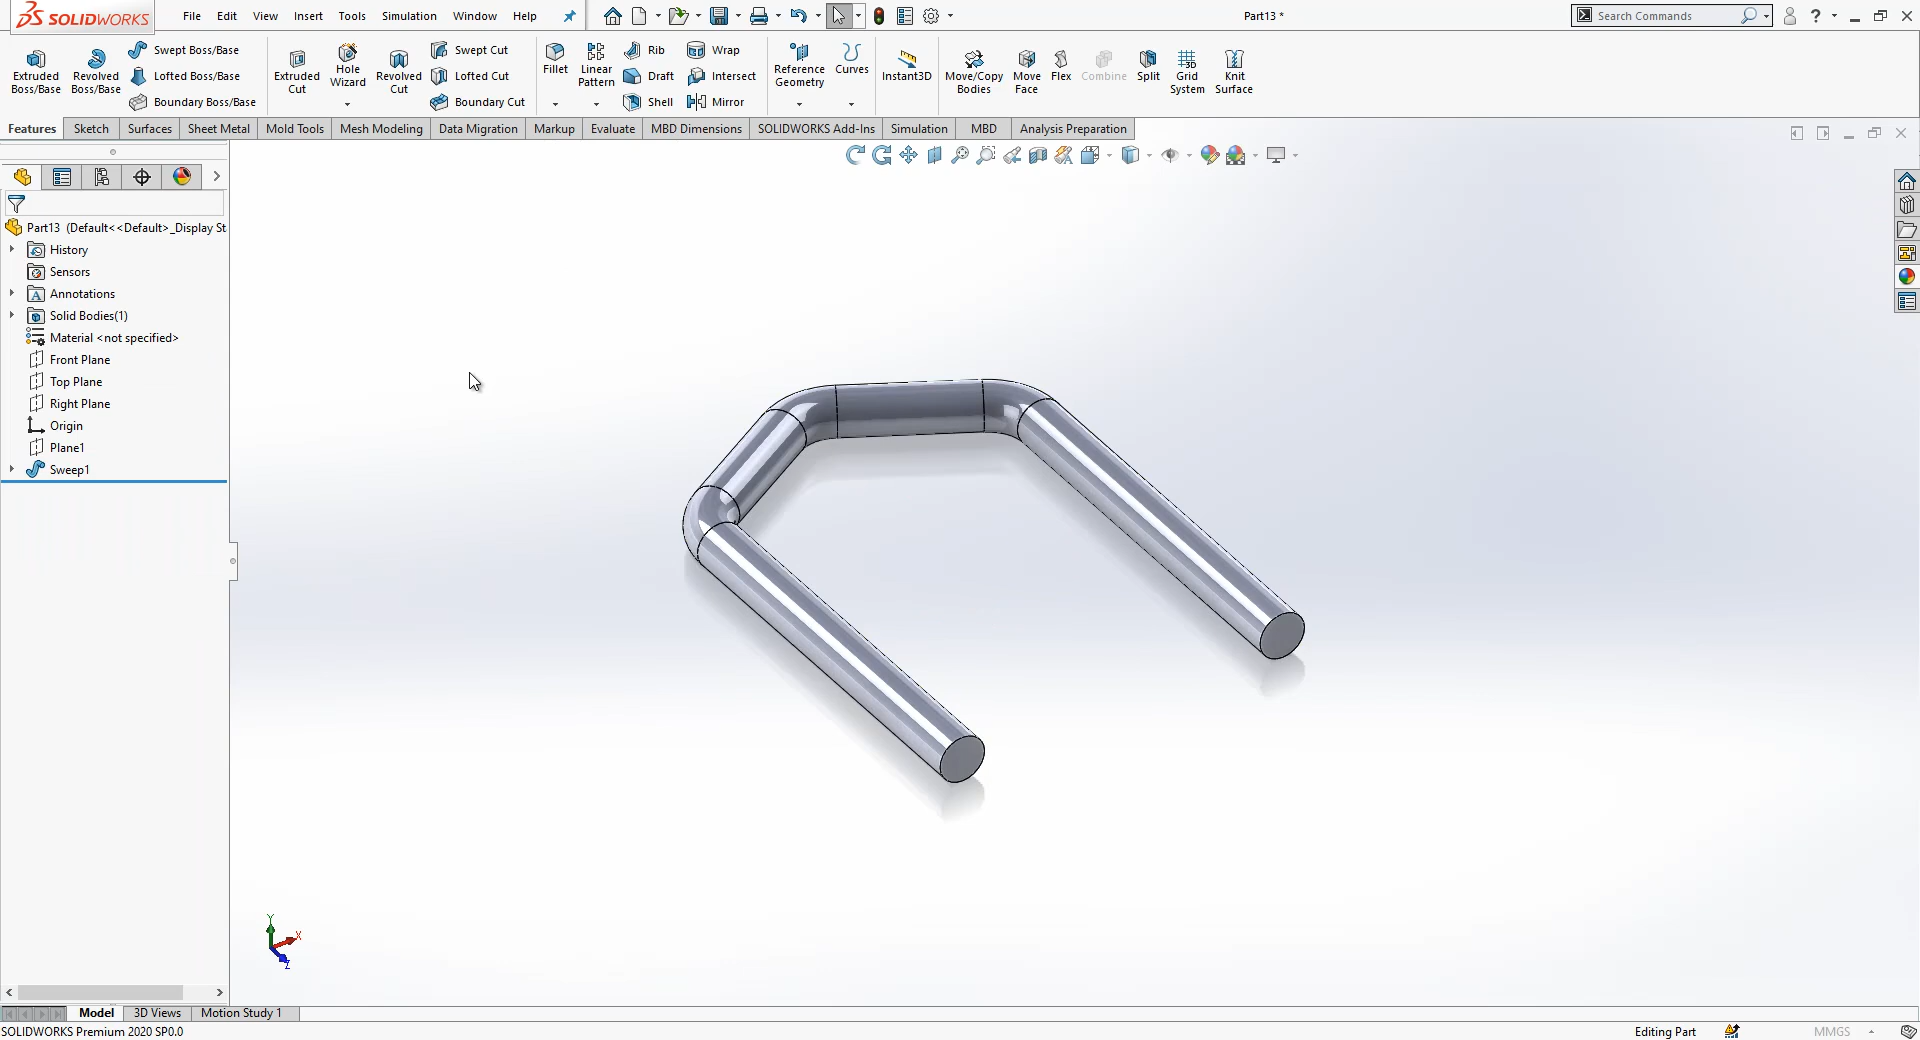 SOLIDWORKS
File Edit View Insert Tools Simulation Window Help
Part13 *
Search Commands
Extruded Boss/Base
Revolved Boss/Base
Swept Boss/Base
Lofted Boss/Base
Boundary Boss/Base
Extruded Cut
Hole Wizard
Revolved Cut
Swept Cut
Lofted Cut
Boundary Cut
Fillet
Linear Pattern
Rib
Draft
Shell
Wrap
Intersect
Mirror
Reference Geometry
Curves
Instant3D
Move/Copy Bodies
Move Face
Flex
Combine
Split
Grid System
Knit Surface
Features Sketch Surfaces Sheet Metal Mold Tools Mesh Modeling Data Migration Markup Evaluate MBD Dimensions SOLIDWORKS Add-Ins Simulation MBD Analysis Preparation
Part13 (Default<<Default>_Display St
History
Sensors
Annotations
Solid Bodies(1)
Material <not specified>
Front Plane
Top Plane
Right Plane
Origin
Plane1
Sweep1
Y
X
Z
Model 3D Views Motion Study 1
SOLIDWORKS Premium 2020 SP0.0
Editing Part
MMGS